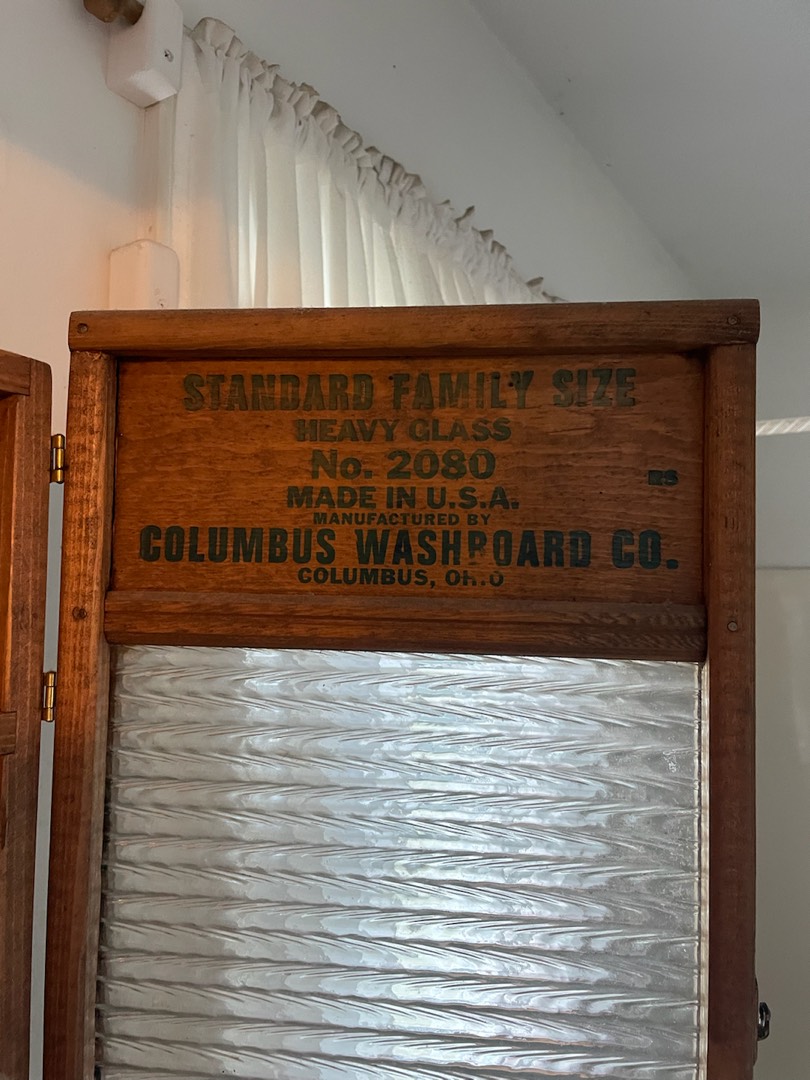 STANDARD FAMILY SIZE
HEAVY GLASS
No. 2080
MADE IN U.S.A.
MANUFACTURED BY
COLUMBUS WASHBOARD CO.
COLUMBUS, OHIO